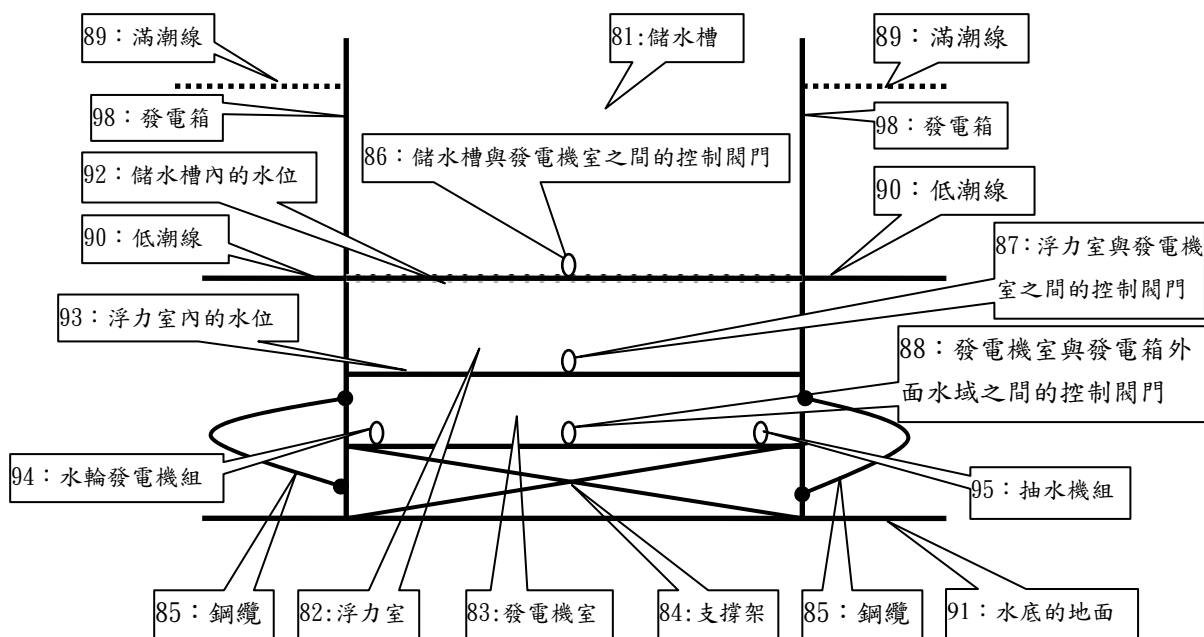 89：滿潮線
81:儲水槽
89：滿潮線
98：發電箱
98：發電箱
86：儲水槽與發電機室之間的控制閥門
92：儲水槽內的水位
90：低潮線
90：低潮線
87:浮力室與發電機
室之間的控制閥門
93：浮力室內的水位
88：發電機室與發電箱外
面水域之間的控制閥門
94：水輪發電機組
95：抽水機組
85：鋼纜
82:浮力室
83:發電機室
84:支撐架
85：鋼纜
91：水底的地面